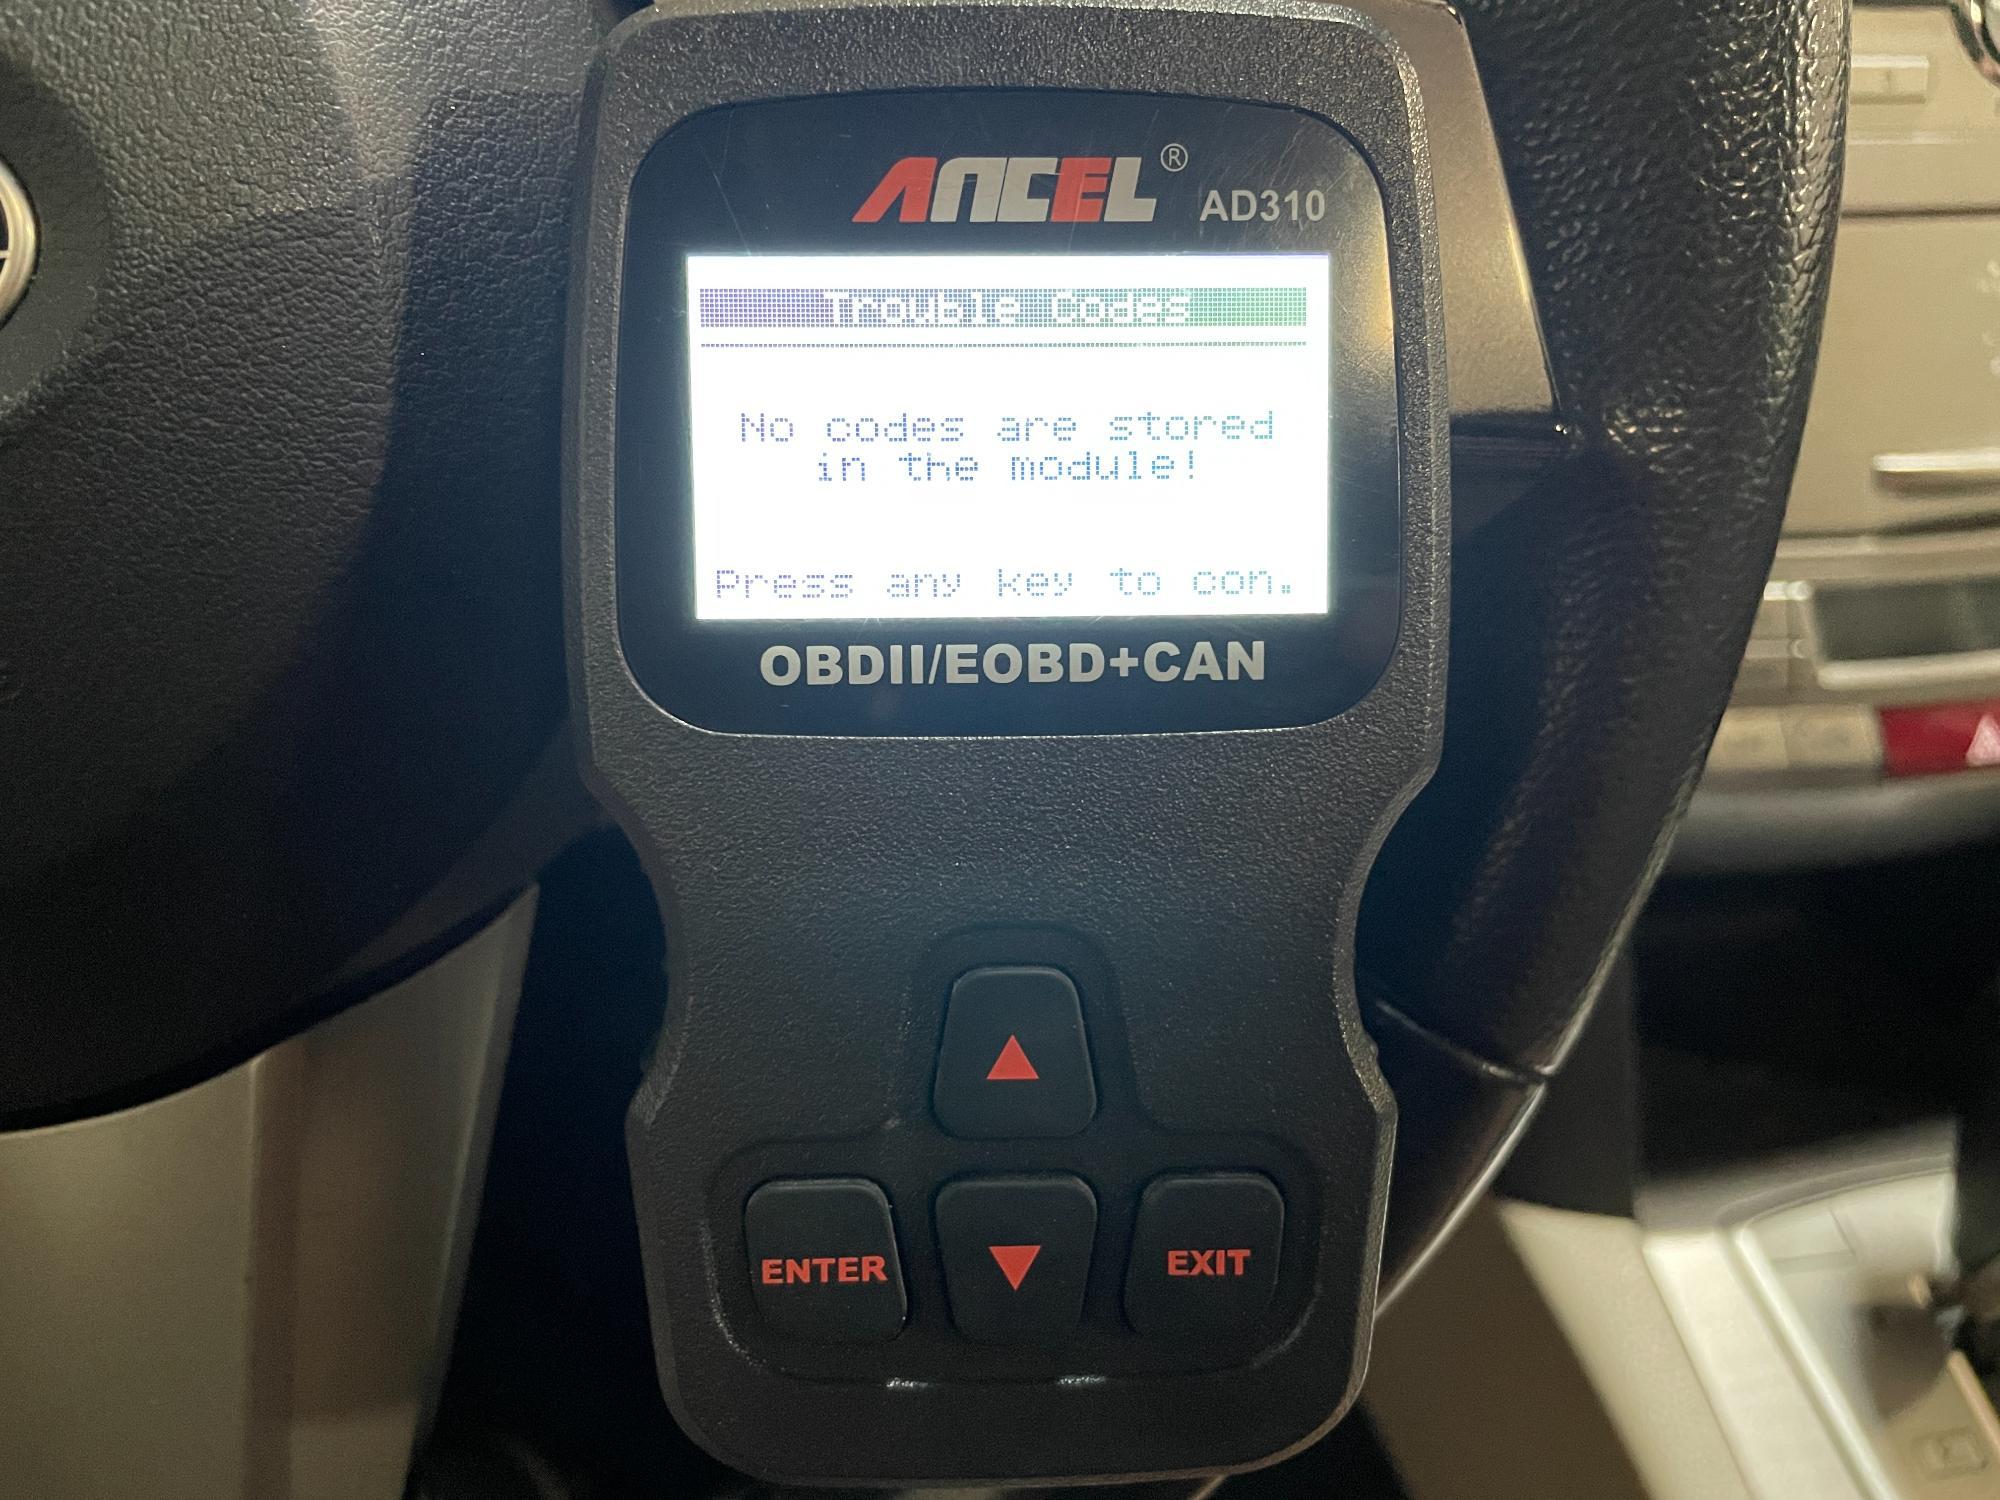 ANCEL®
AD310
Trouble Codes
No codes are stored
in the module!
Press any key to con.
OBDII/EOBD+CAN
ENTER
EXIT